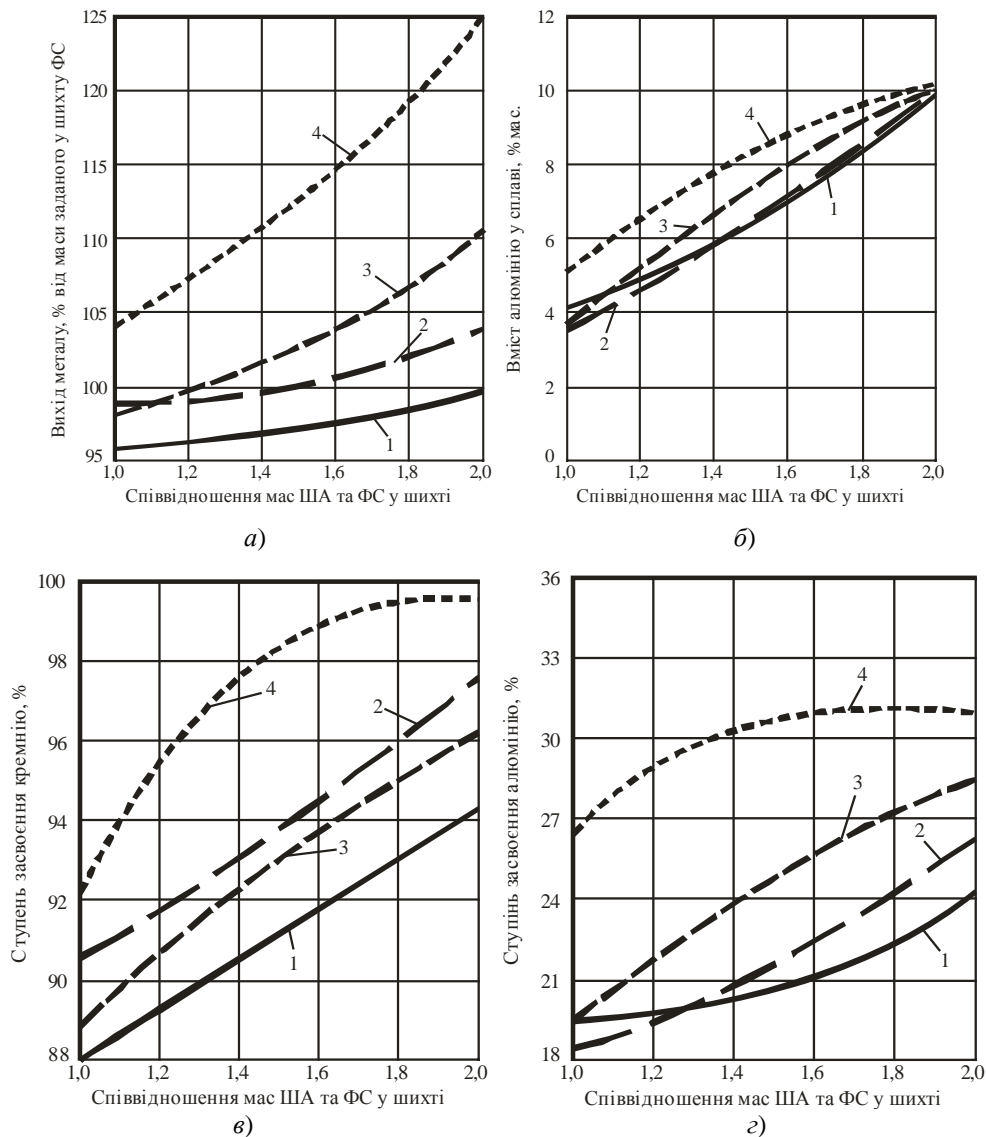 Вихід металу, % від маси заданого у шихту ФС
125
120
115
110
105
100
95
4
3
2
1
1,0 1,2 1,4 1,6 1,8 2,0
Співвідношення мас ША та ФС у шихті
а)
Вміст алюмінію у сплаві, % мас.
12
10
8
6
4
2
0
4
3
1
2
1,0 1,2 1,4 1,6 1,8 2,0
Співвідношення мас ША та ФС у шихті
б)
Ступень засвоєння кремнію, %
100
98
96
94
92
90
88
4
2
3
1
1,0 1,2 1,4 1,6 1,8 2,0
Співвідношення мас ША та ФС у шихті
в)
Ступінь засвоєння алюмінію, %
36
33
30
27
24
21
18
4
3
2
1
1,0 1,2 1,4 1,6 1,8 2,0
Співвідношення мас ША та ФС у шихті
г)